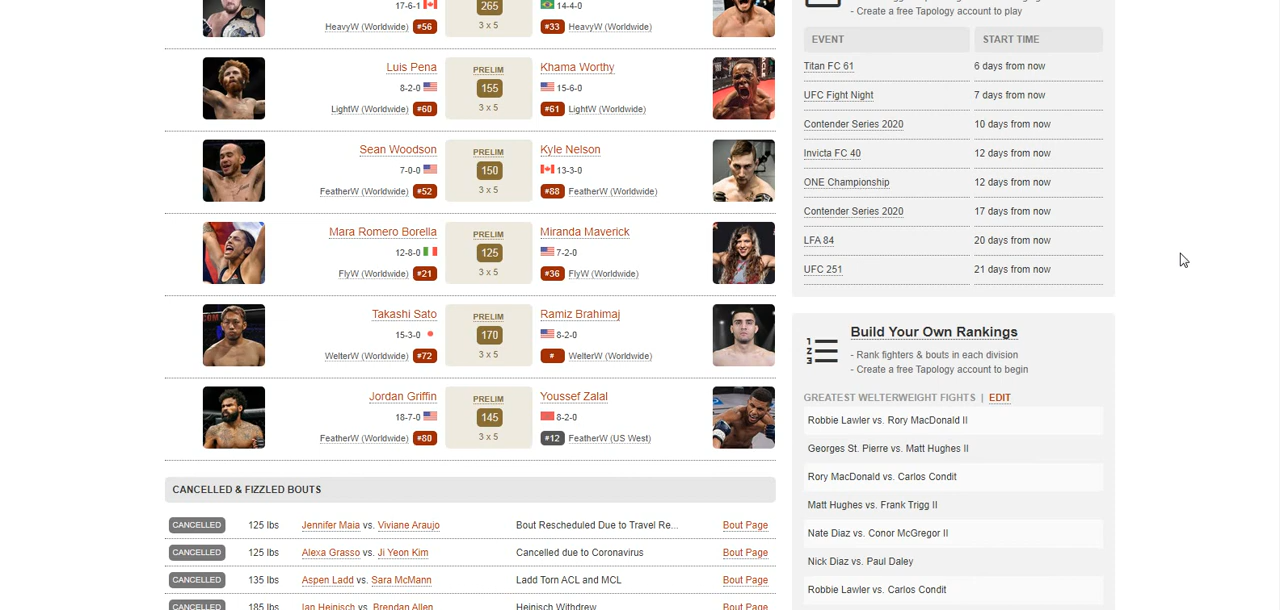 17-6-1 265 14-4-0
HeavyW (Worldwide) #56 3 x 5 #33 HeavyW (Worldwide)
Luis Pena PRELIM Khama Worthy
8-2-0 155 15-6-0
LightW (Worldwide) #60 3 x 5 #61 LightW (Worldwide)
Sean Woodson PRELIM Kyle Nelson
7-0-0 150 13-3-0
FeatherW (Worldwide) #52 3 x 5 #88 FeatherW (Worldwide)
Mara Romero Borella PRELIM Miranda Maverick
12-8-0 125 7-2-0
FlyW (Worldwide) #21 3 x 5 #36 FlyW (Worldwide)
Takashi Sato PRELIM Ramiz Brahimaj
15-3-0 170 8-2-0
WelterW (Worldwide) #72 3 x 5 # WelterW (Worldwide)
Jordan Griffin PRELIM Youssef Zalal
18-7-0 145 8-2-0
FeatherW (Worldwide) #80 3 x 5 #12 FeatherW (US West)
CANCELLED & FIZZLED BOUTS
CANCELLED 125 lbs Jennifer Maia vs. Viviane Araujo Bout Rescheduled Due to Travel Re... Bout Page
CANCELLED 125 lbs Alexa Grasso vs. Ji Yeon Kim Cancelled due to Coronavirus Bout Page
CANCELLED 135 lbs Aspen Ladd vs. Sara McMann Ladd Torn ACL and MCL Bout Page
CANCELLED 185 lbs Ian Heinisch vs. Brendan Allen Heinisch Withdrew Bout Page
- Create a free Tapology account to play
EVENT START TIME
Titan FC 61 6 days from now
UFC Fight Night 7 days from now
Contender Series 2020 10 days from now
Invicta FC 40 12 days from now
ONE Championship 12 days from now
Contender Series 2020 17 days from now
LFA 84 20 days from now
UFC 251 21 days from now
Build Your Own Rankings
1 2 3
- Rank fighters & bouts in each division
- Create a free Tapology account to begin
GREATEST WELTERWEIGHT FIGHTS | EDIT
Robbie Lawler vs. Rory MacDonald II
Georges St. Pierre vs. Matt Hughes II
Rory MacDonald vs. Carlos Condit
Matt Hughes vs. Frank Trigg II
Nate Diaz vs. Conor McGregor II
Nick Diaz vs. Paul Daley
Robbie Lawler vs. Carlos Condit